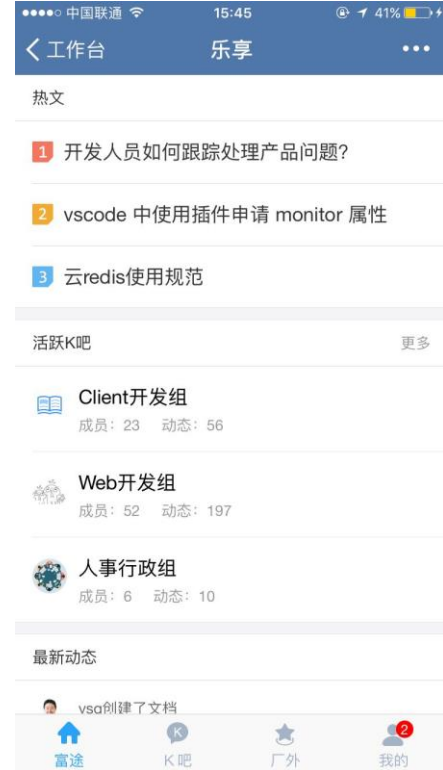 中国联通 15:45 41%
工作台 乐享
热文
1 开发人员如何跟踪处理产品问题?
2 vscode 中使用插件申请 monitor 属性
3 云redis使用规范
活跃K吧 更多
Client开发组
成员: 23 动态: 56
Web开发组
成员: 52 动态: 197
人事行政组
成员: 6 动态: 10
最新动态
vsg创建了文档
K 2
富途 K吧 厂外 我的